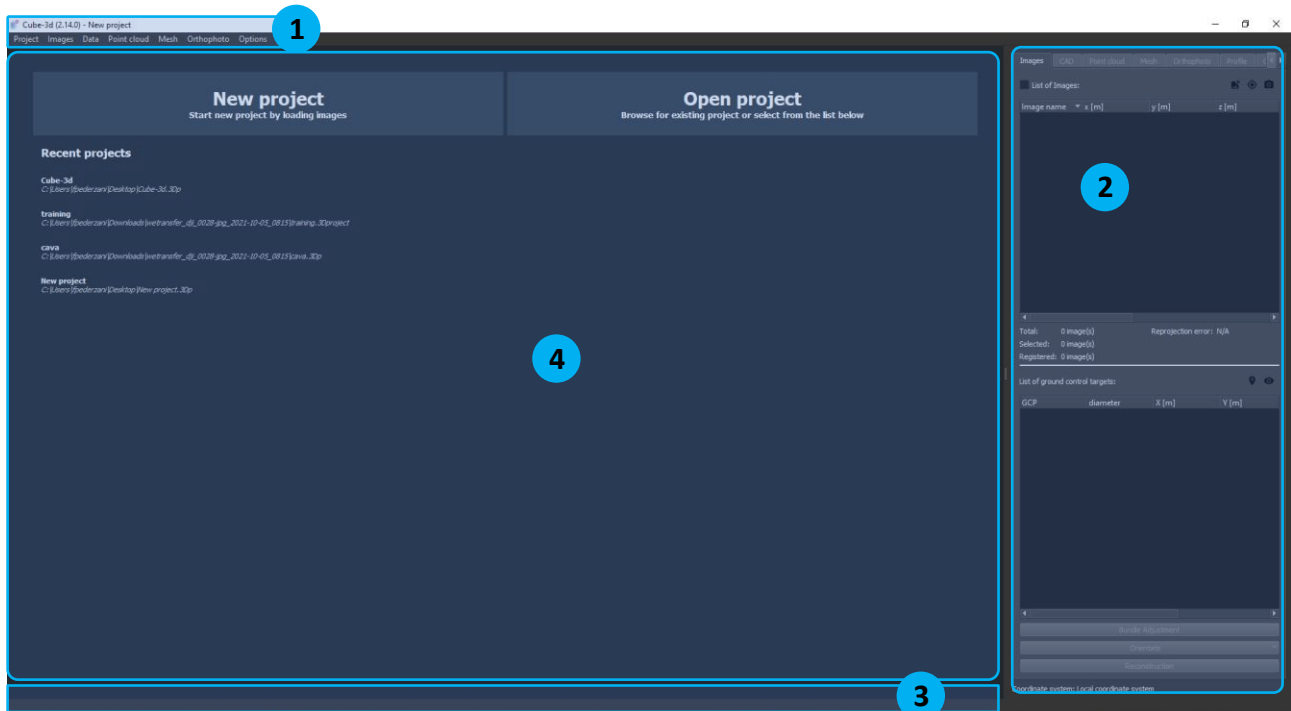 Cube-3d (2.14.0) - New project
1
Project Images Data Point cloud Mesh Orthophoto Options
New project
Start new project by loading images
Open project
Browse for existing project or select from the list below
Recent projects
Cube-3d
C:\Users\fpederzani\Desktop\Cube-3d.3Dp
training
C:\Users\fpederzani\Downloads\wetransfer_dji_0028-jpg_2021-10-05_0815\training.3Dproject
cava
C:\Users\fpederzani\Downloads\wetransfer_dji_0028-jpg_2021-10-05_0815\cava.3Dp
New project
C:\Users\fpederzani\Desktop\New project.3Dp
4
3
Images CAD Point cloud Mesh Orthophoto Profile
List of Images:
Image name x [m] y [m] z [m]
2
Total: 0 image(s) Reprojection error: N/A
Selected: 0 image(s)
Registered: 0 image(s)
List of ground control targets:
GCP diameter X [m] Y [m]
Bundle Adjustment
Orientate
Reconstruction
Coordinate system: Local coordinate system